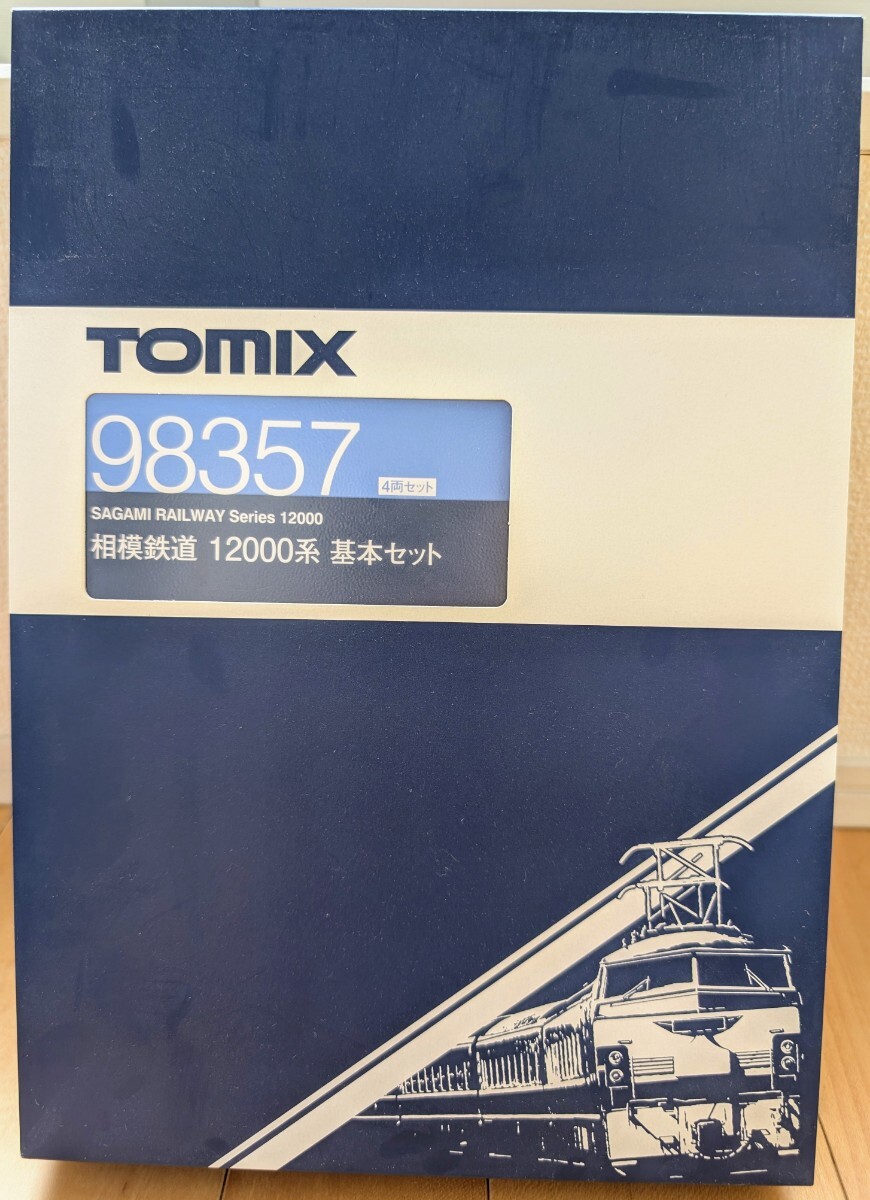 TOMIX
98357
4両セット
SAGAMI RAILWAY Series 12000
相模鉄道 12000系 基本セット